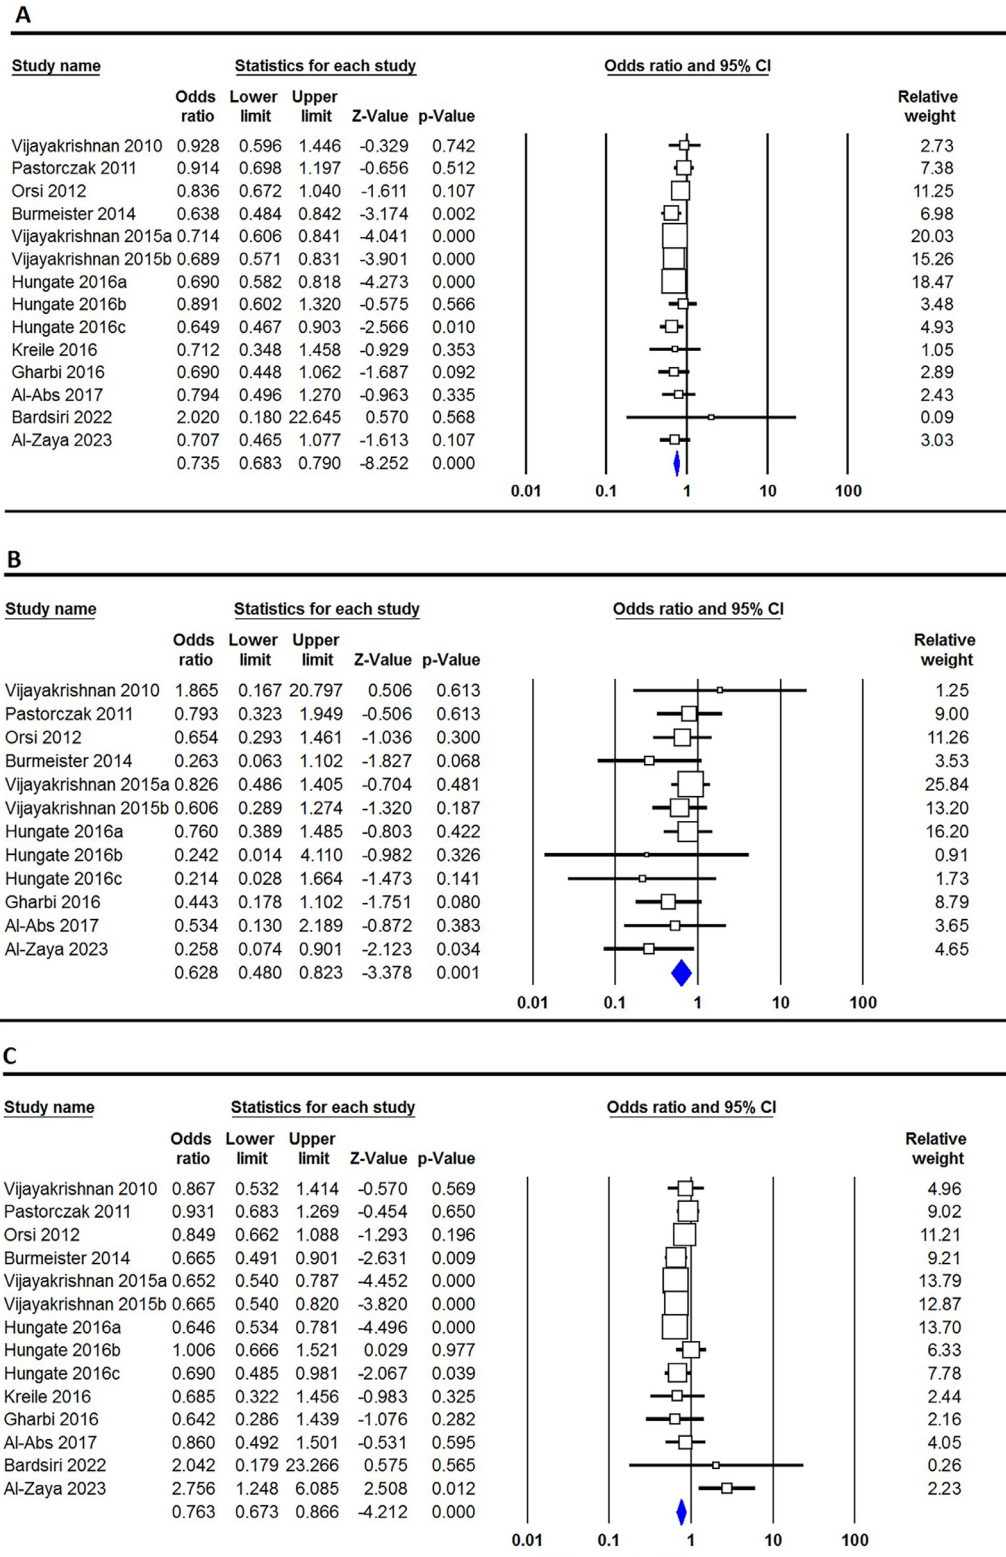 A
Study name Statistics for each study Odds ratio and 95% CI
Odds Lower Upper Relative
ratio limit limit Z-Value p-Value weight
Vijayakrishnan 2010 0.928 0.596 1.446 -0.329 0.742 2.73
Pastorczak 2011 0.914 0.698 1.197 -0.656 0.512 7.38
Orsi 2012 0.836 0.672 1.040 -1.611 0.107 11.25
Burmeister 2014 0.638 0.484 0.842 -3.174 0.002 6.98
Vijayakrishnan 2015a 0.714 0.606 0.841 -4.041 0.000 20.03
Vijayakrishnan 2015b 0.689 0.571 0.831 -3.901 0.000 15.26
Hungate 2016a 0.690 0.582 0.818 -4.273 0.000 18.47
Hungate 2016b 0.891 0.602 1.320 -0.575 0.566 3.48
Hungate 2016c 0.649 0.467 0.903 -2.566 0.010 4.93
Kreile 2016 0.712 0.348 1.458 -0.929 0.353 1.05
Gharbi 2016 0.690 0.448 1.062 -1.687 0.092 2.89
Al-Abs 2017 0.794 0.496 1.270 -0.963 0.335 2.43
Bardsiri 2022 2.020 0.180 22.645 0.570 0.568 0.09
Al-Zaya 2023 0.707 0.465 1.077 -1.613 0.107 3.03
0.735 0.683 0.790 -8.252 0.000
0.01 0.1 1 10 100
B
Study name Statistics for each study Odds ratio and 95% CI
Odds Lower Upper Relative
ratio limit limit Z-Value p-Value weight
Vijayakrishnan 2010 1.865 0.167 20.797 0.506 0.613 1.25
Pastorczak 2011 0.793 0.323 1.949 -0.506 0.613 9.00
Orsi 2012 0.654 0.293 1.461 -1.036 0.300 11.26
Burmeister 2014 0.263 0.063 1.102 -1.827 0.068 3.53
Vijayakrishnan 2015a 0.826 0.486 1.405 -0.704 0.481 25.84
Vijayakrishnan 2015b 0.606 0.289 1.274 -1.320 0.187 13.20
Hungate 2016a 0.760 0.389 1.485 -0.803 0.422 16.20
Hungate 2016b 0.242 0.014 4.110 -0.982 0.326 0.91
Hungate 2016c 0.214 0.028 1.664 -1.473 0.141 1.73
Gharbi 2016 0.443 0.178 1.102 -1.751 0.080 8.79
Al-Abs 2017 0.534 0.130 2.189 -0.872 0.383 3.65
Al-Zaya 2023 0.258 0.074 0.901 -2.123 0.034 4.65
0.628 0.480 0.823 -3.378 0.001
0.01 0.1 1 10 100
C
Study name Statistics for each study Odds ratio and 95% CI
Odds Lower Upper Relative
ratio limit limit Z-Value p-Value weight
Vijayakrishnan 2010 0.867 0.532 1.414 -0.570 0.569 4.96
Pastorczak 2011 0.931 0.683 1.269 -0.454 0.650 9.02
Orsi 2012 0.849 0.662 1.088 -1.293 0.196 11.21
Burmeister 2014 0.665 0.491 0.901 -2.631 0.009 9.21
Vijayakrishnan 2015a 0.652 0.540 0.787 -4.452 0.000 13.79
Vijayakrishnan 2015b 0.665 0.540 0.820 -3.820 0.000 12.87
Hungate 2016a 0.646 0.534 0.781 -4.496 0.000 13.70
Hungate 2016b 1.006 0.666 1.521 0.029 0.977 6.33
Hungate 2016c 0.690 0.485 0.981 -2.067 0.039 7.78
Kreile 2016 0.685 0.322 1.456 -0.983 0.325 2.44
Gharbi 2016 0.642 0.286 1.439 -1.076 0.282 2.16
Al-Abs 2017 0.860 0.492 1.501 -0.531 0.595 4.05
Bardsiri 2022 2.042 0.179 23.266 0.575 0.565 0.26
Al-Zaya 2023 2.756 1.248 6.085 2.508 0.012 2.23
0.763 0.673 0.866 -4.212 0.000
0.01 0.1 1 10 100